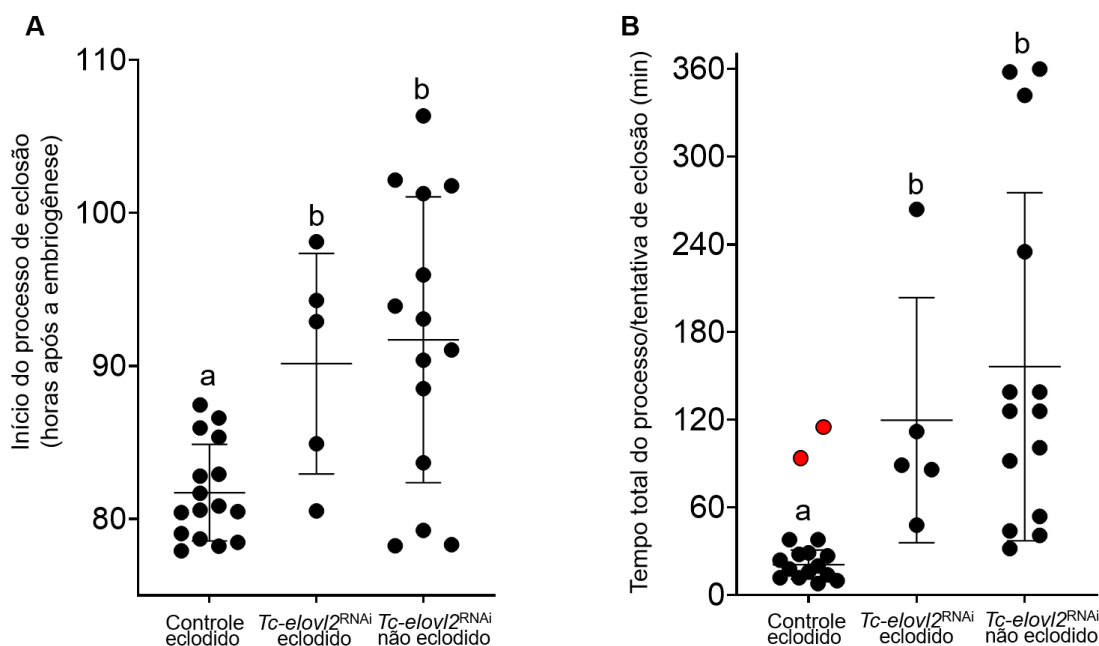 A
Início do processo de eclosão
(horas após a embriogênese)
110
100
90
80
a
b
b
Controle
eclodido
Tc-elovl2RNAi
eclodido
Tc-elovl2RNAi
não eclodido
B
Tempo total do processo/tentativa de eclosão (min)
360
300
240
180
120
60
0
a
b
b
Controle
eclodido
Tc-elovl2RNAi
eclodido
Tc-elovl2RNAi
não eclodido